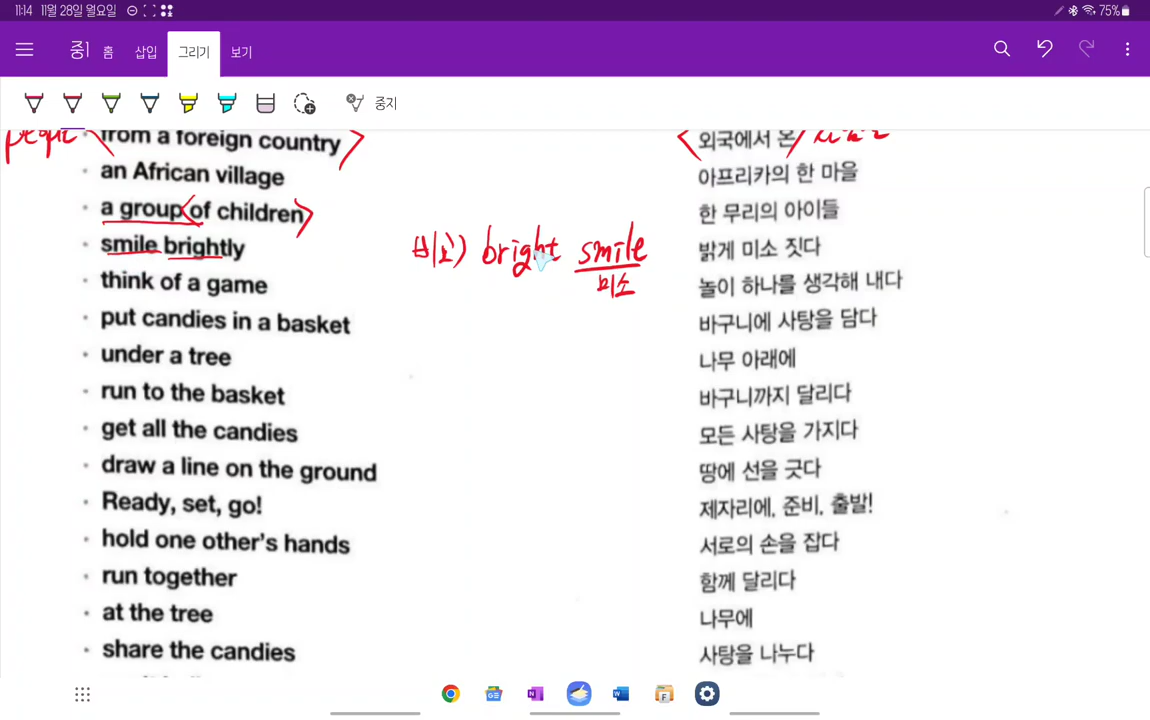 11:14 11월 28일 월요일 75%
중1 홈 삽입 그리기 보기
중지
people from a foreign country 외국에서 온
an African village 아프리카의 한 마을
a group of children 한 무리의 아이들
smile brightly 비교) bright smile 밝게 미소 짓다
미소
think of a game 놀이 하나를 생각해 내다
put candies in a basket 바구니에 사탕을 담다
under a tree 나무 아래에
run to the basket 바구니까지 달리다
get all the candies 모든 사탕을 가지다
draw a line on the ground 땅에 선을 긋다
Ready, set, go! 제자리에, 준비, 출발!
hold one other's hands 서로의 손을 잡다
run together 함께 달리다
at the tree 나무에
share the candies 사탕을 나누다